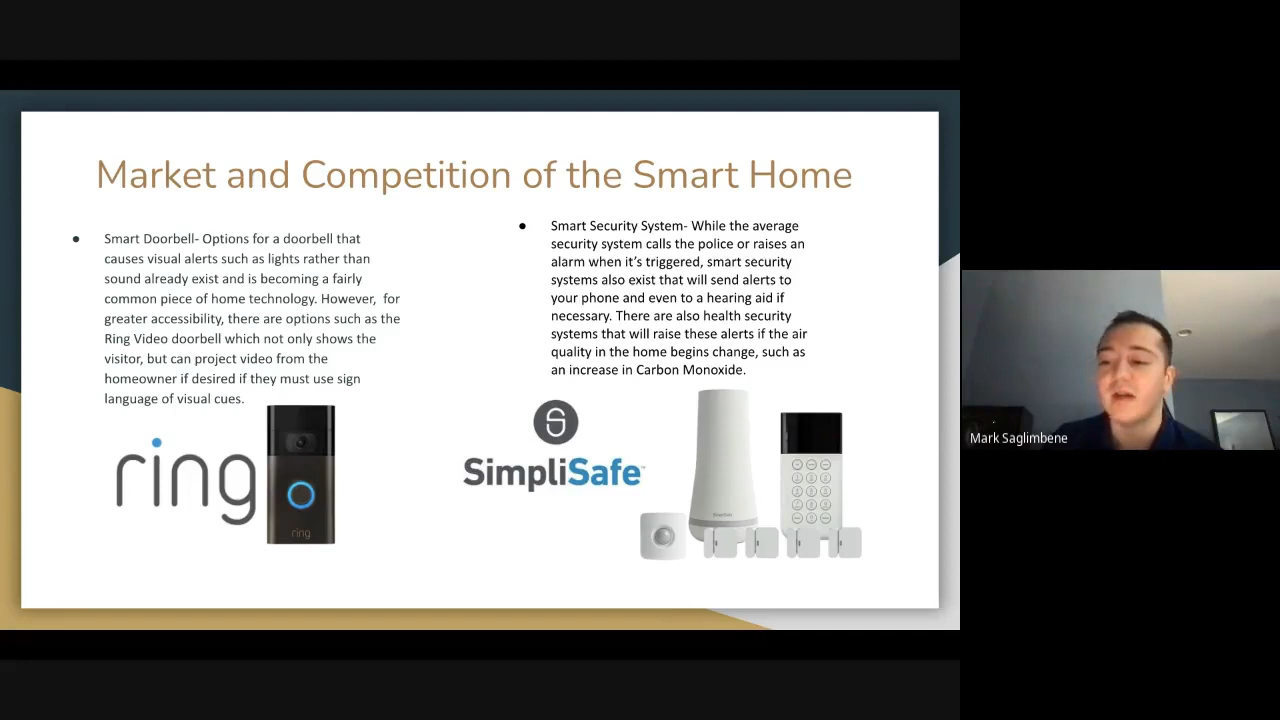 Market and Competition of the Smart Home
● Smart Doorbell- Options for a doorbell that
causes visual alerts such as lights rather than
sound already exist and is becoming a fairly
common piece of home technology. However, for
greater accessibility, there are options such as the
Ring Video doorbell which not only shows the
visitor, but can project video from the
homeowner if desired if they must use sign
language of visual cues.
ring
ring
● Smart Security System- While the average
security system calls the police or raises an
alarm when it's triggered, smart security
systems also exist that will send alerts to
your phone and even to a hearing aid if
necessary. There are also health security
systems that will raise these alerts if the air
quality in the home begins change, such as
an increase in Carbon Monoxide.
SimpliSafe
Mark Saglimbene